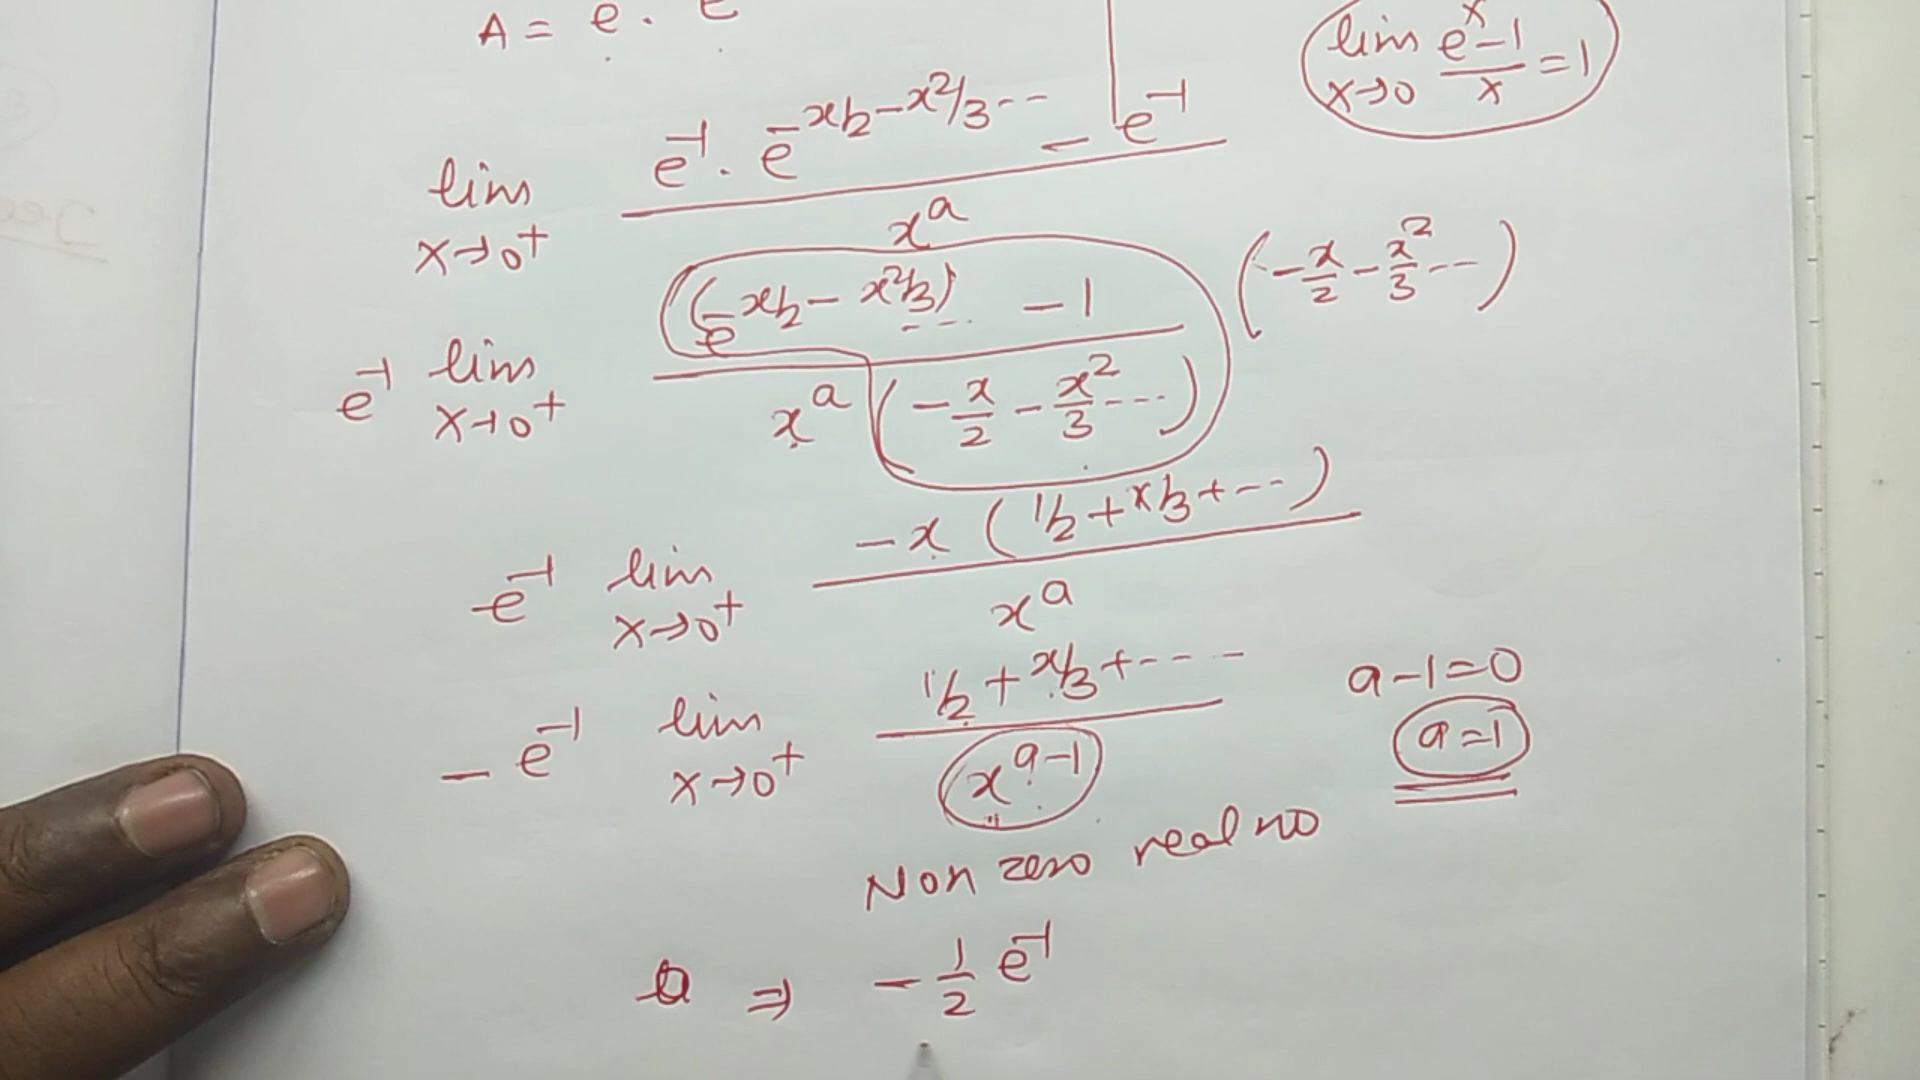 A = e . e
lim x→0 (e^x - 1)/x = 1
lim x→0+ (e^-1 . e^(-x/2 - x²/3 ---) - e^-1)/x^a
e^-1 lim x→0+ (e^(-x/2 - x²/3 ---) - 1)/(x^a (-x/2 - x²/3 ---)) (-x/2 - x²/3 ---)
-e^-1 lim x→0+ (-x (1/2 + x/3 + ---))/x^a
- e^-1 lim x→0+ (1/2 + x/3 + ----)/x^(a-1)
a-1=0
a=1
Non zero real no
a ⇒ - 1/2 e^-1